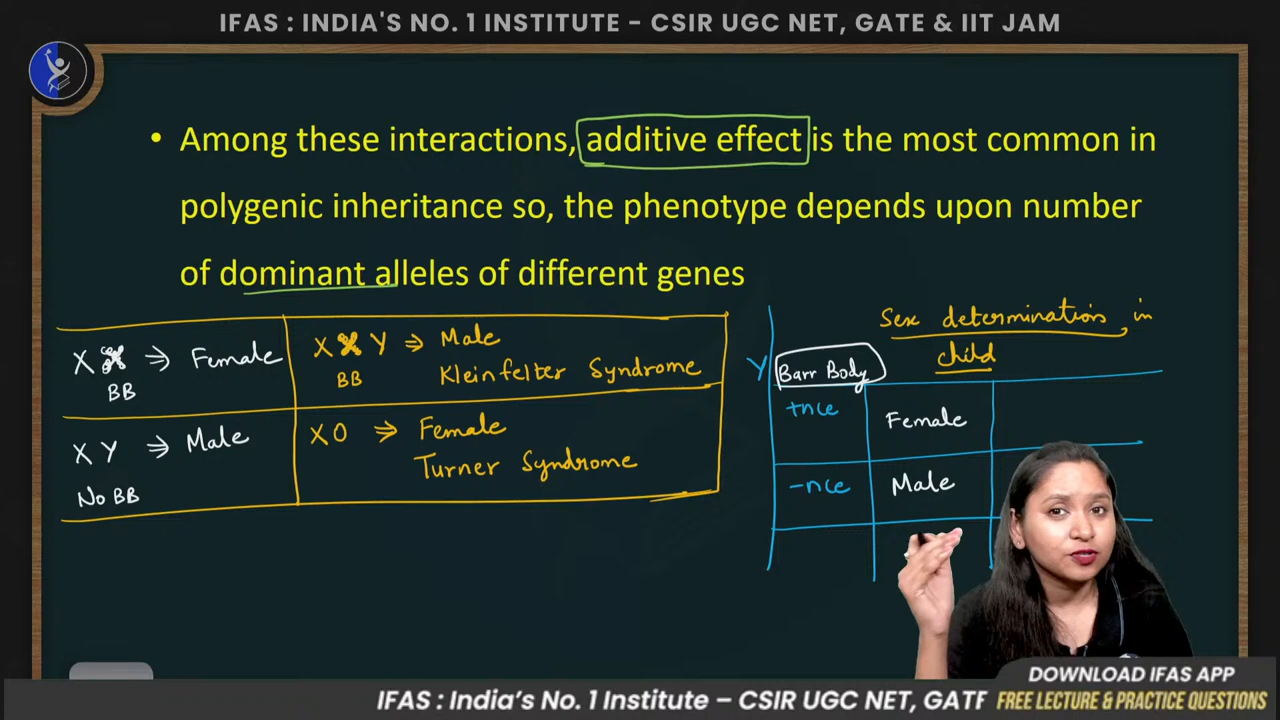 IFAS : INDIA'S NO. 1 INSTITUTE – CSIR UGC NET, GATE & IIT JAM
• Among these interactions, additive effect is the most common in
polygenic inheritance so, the phenotype depends upon number
of dominant alleles of different genes
X X ⇒ Female
BB
X Y ⇒ Male
No BB
X X Y ⇒ Male
BB
Kleinfelter Syndrome
XO ⇒ Female
Turner Syndrome
Sex determinations in
child
Y
Barr Body
+nce
Female
-nce
Male
DOWNLOAD IFAS APP
IFAS : India's No. 1 Institute – CSIR UGC NET, GATE
FREE LECTURE & PRACTICE QUESTIONS